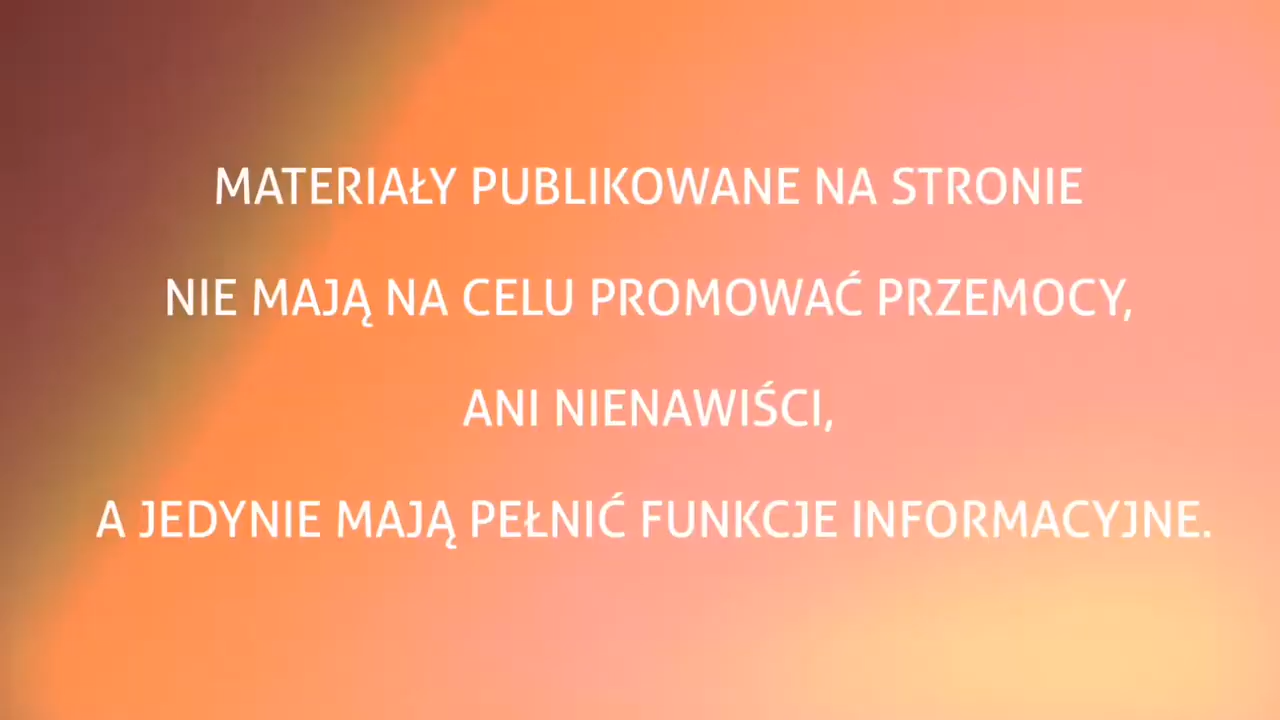 MATERIAŁY PUBLIKOWANE NA STRONIE
NIE MAJĄ NA CELU PROMOWAĆ PRZEMOCY,
ANI NIENAWIŚCI,
A JEDYNIE MAJĄ PEŁNIĆ FUNKCJE INFORMACYJNE.